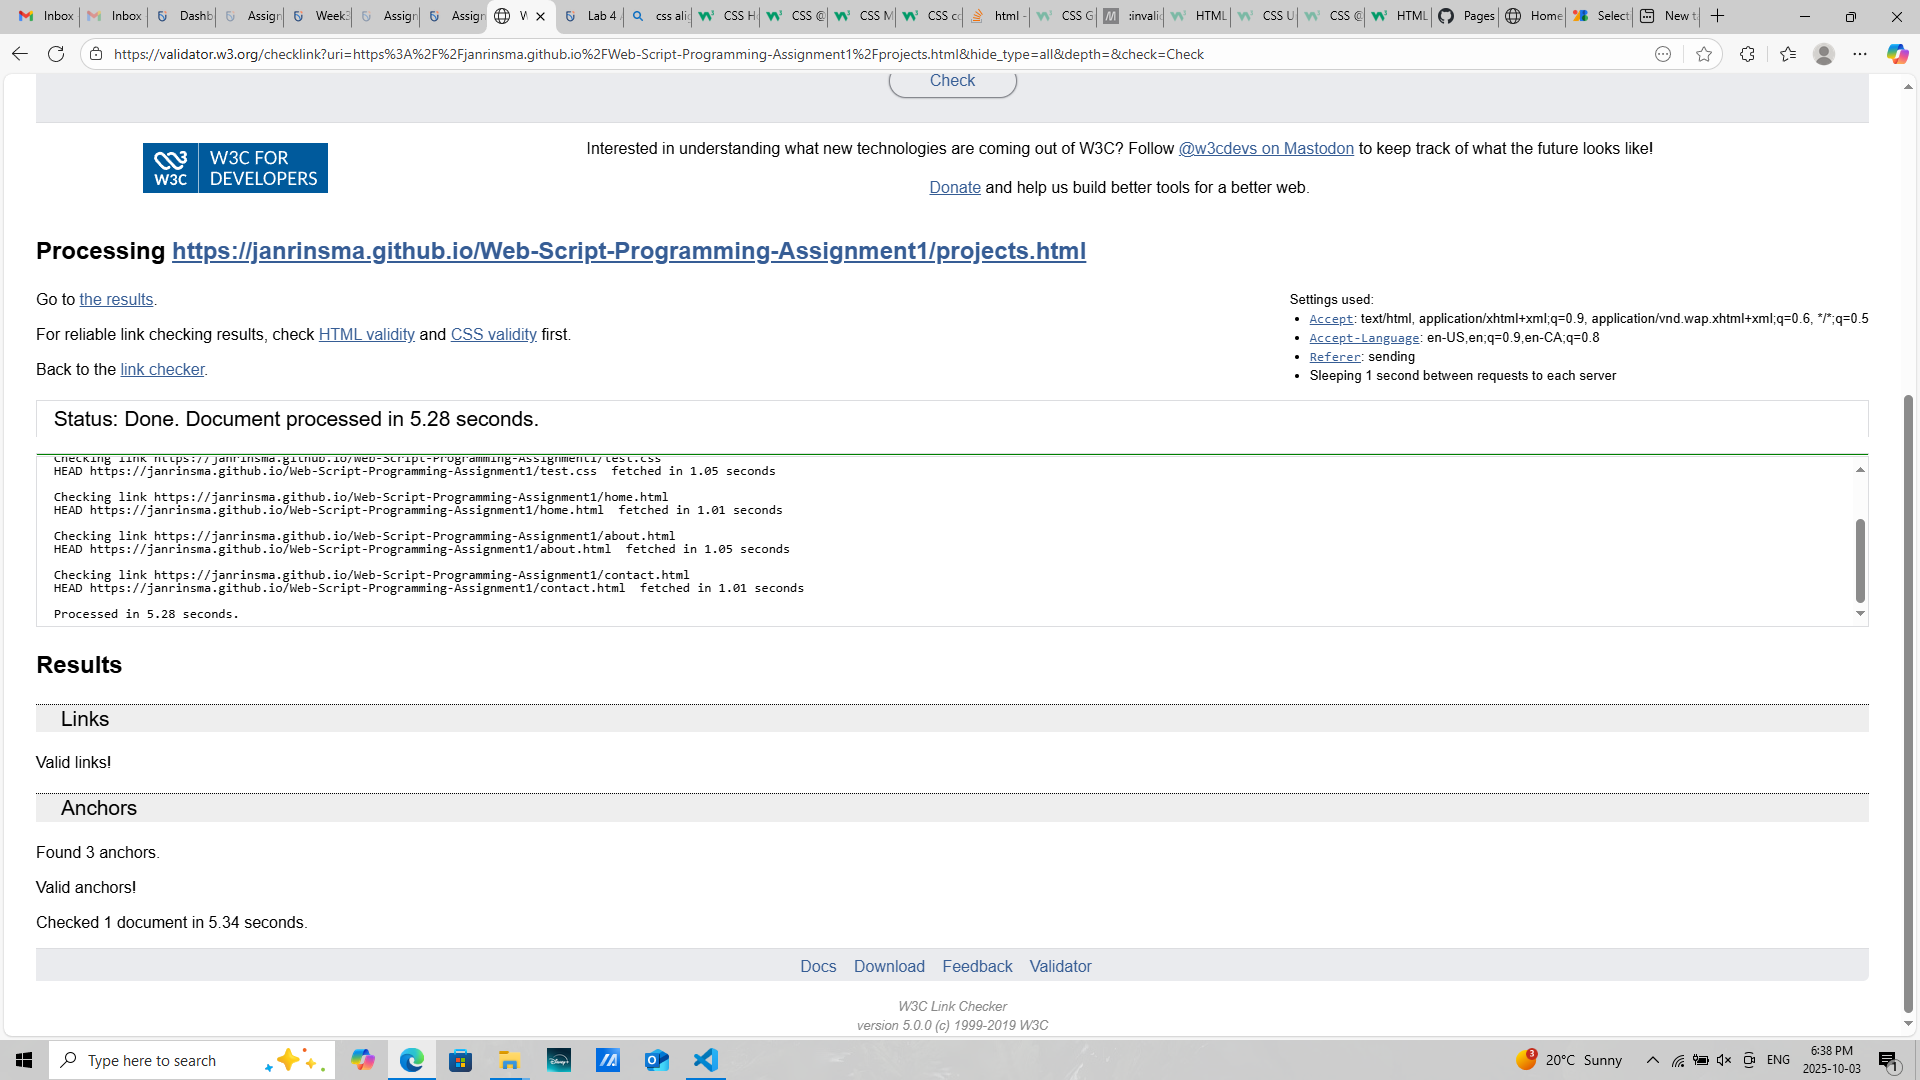 Inbox
Inbox
Dashb
Assign
Week3
Assign
Assign
W
Lab 4 A
css alig
CSS Hi
CSS @
CSS M
CSS co
html -
CSS G
:invalid
HTML
CSS U
CSS @
HTML
Pages
Home
Select
New t
https://validator.w3.org/checklink?uri=https%3A%2F%2Fjanrinsma.github.io%2FWeb-Script-Programming-Assignment1%2Fprojects.html&hide_type=all&depth=&check=Check
Check
W3C
W3C FOR
DEVELOPERS
Interested in understanding what new technologies are coming out of W3C? Follow @w3cdevs on Mastodon to keep track of what the future looks like!
Donate and help us build better tools for a better web.
Processing https://janrinsma.github.io/Web-Script-Programming-Assignment1/projects.html
Go to the results.
For reliable link checking results, check HTML validity and CSS validity first.
Back to the link checker.
Settings used:
• Accept: text/html, application/xhtml+xml;q=0.9, application/vnd.wap.xhtml+xml;q=0.6, */*;q=0.5
• Accept-Language: en-US,en;q=0.9,en-CA;q=0.8
• Referer: sending
• Sleeping 1 second between requests to each server
Status: Done. Document processed in 5.28 seconds.
Checking link https://janrinsma.github.io/Web-Script-Programming-Assignment1/test.css
HEAD https://janrinsma.github.io/Web-Script-Programming-Assignment1/test.css  fetched in 1.05 seconds
Checking link https://janrinsma.github.io/Web-Script-Programming-Assignment1/home.html
HEAD https://janrinsma.github.io/Web-Script-Programming-Assignment1/home.html  fetched in 1.01 seconds
Checking link https://janrinsma.github.io/Web-Script-Programming-Assignment1/about.html
HEAD https://janrinsma.github.io/Web-Script-Programming-Assignment1/about.html  fetched in 1.05 seconds
Checking link https://janrinsma.github.io/Web-Script-Programming-Assignment1/contact.html
HEAD https://janrinsma.github.io/Web-Script-Programming-Assignment1/contact.html  fetched in 1.01 seconds
Processed in 5.28 seconds.
Results
Links
Valid links!
Anchors
Found 3 anchors.
Valid anchors!
Checked 1 document in 5.34 seconds.
Docs Download Feedback Validator
W3C Link Checker
version 5.0.0 (c) 1999-2019 W3C
Type here to search
3
20°C Sunny
ENG
6:38 PM
2025-10-03
1